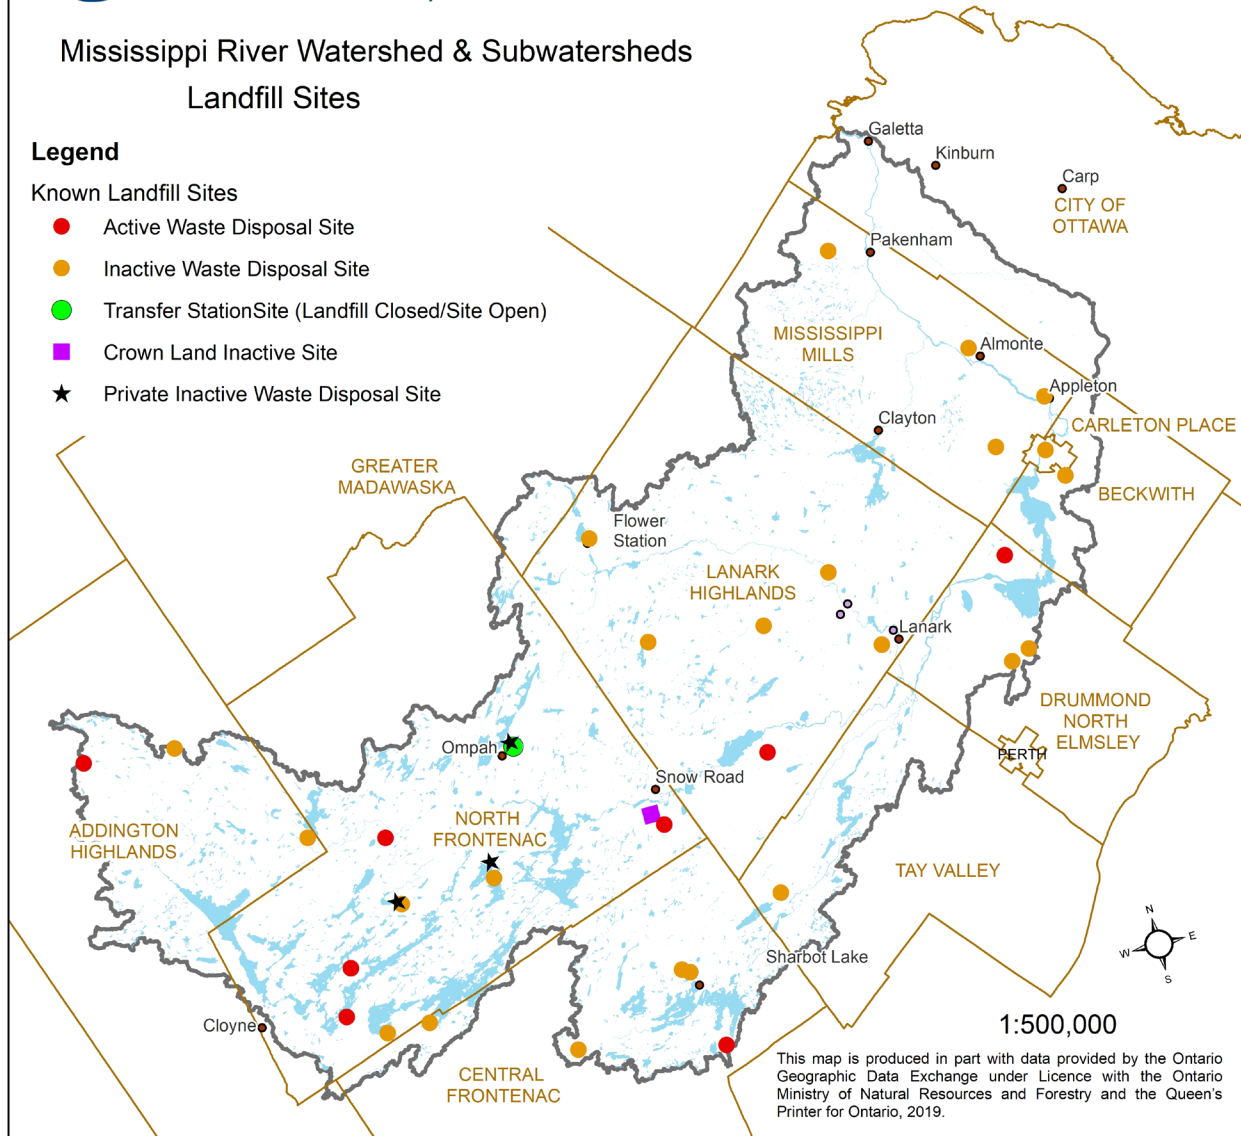 Mississippi River Watershed & Subwatersheds
Landfill Sites
Legend
Known Landfill Sites
Active Waste Disposal Site
Inactive Waste Disposal Site
Transfer StationSite (Landfill Closed/Site Open)
Crown Land Inactive Site
Private Inactive Waste Disposal Site
Galetta
Kinburn
Carp
CITY OF
OTTAWA
Pakenham
MISSISSIPPI
MILLS
Almonte
Appleton
Clayton
CARLETON PLACE
GREATER
MADAWASKA
BECKWITH
Flower
Station
LANARK
HIGHLANDS
Lanark
DRUMMOND
NORTH
ELMSLEY
PERTH
Ompah
Snow Road
ADDINGTON
HIGHLANDS
NORTH
FRONTENAC
TAY VALLEY
Sharbot Lake
Cloyne
CENTRAL
FRONTENAC
N
W
E
S
1:500,000
This map is produced in part with data provided by the Ontario
Geographic Data Exchange under Licence with the Ontario
Ministry of Natural Resources and Forestry and the Queen's
Printer for Ontario, 2019.